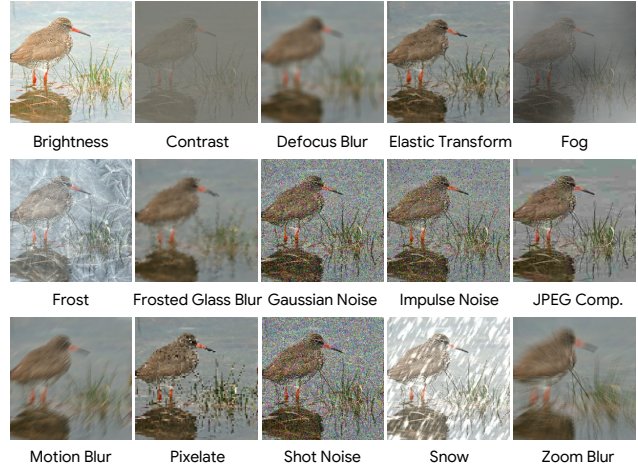 Brightness Contrast Defocus Blur Elastic Transform Fog
Frost Frosted Glass Blur Gaussian Noise Impulse Noise JPEG Comp.
Motion Blur Pixelate Shot Noise Snow Zoom Blur